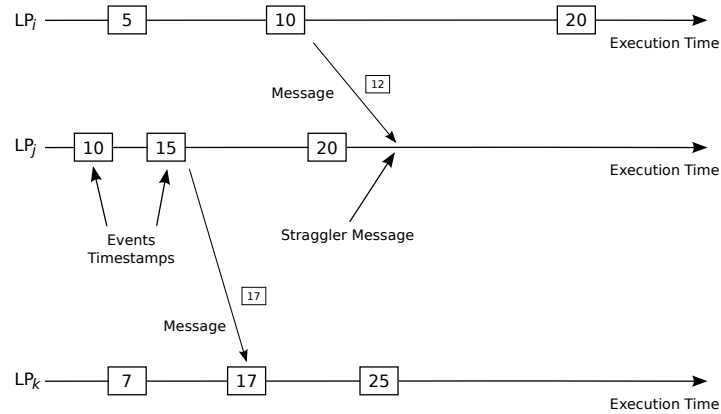 LPi 5 10 20
Execution Time
Message 12
LPj 10 15 20
Execution Time
Events
Timestamps
Straggler Message
17
Message
LPk 7 17 25
Execution Time